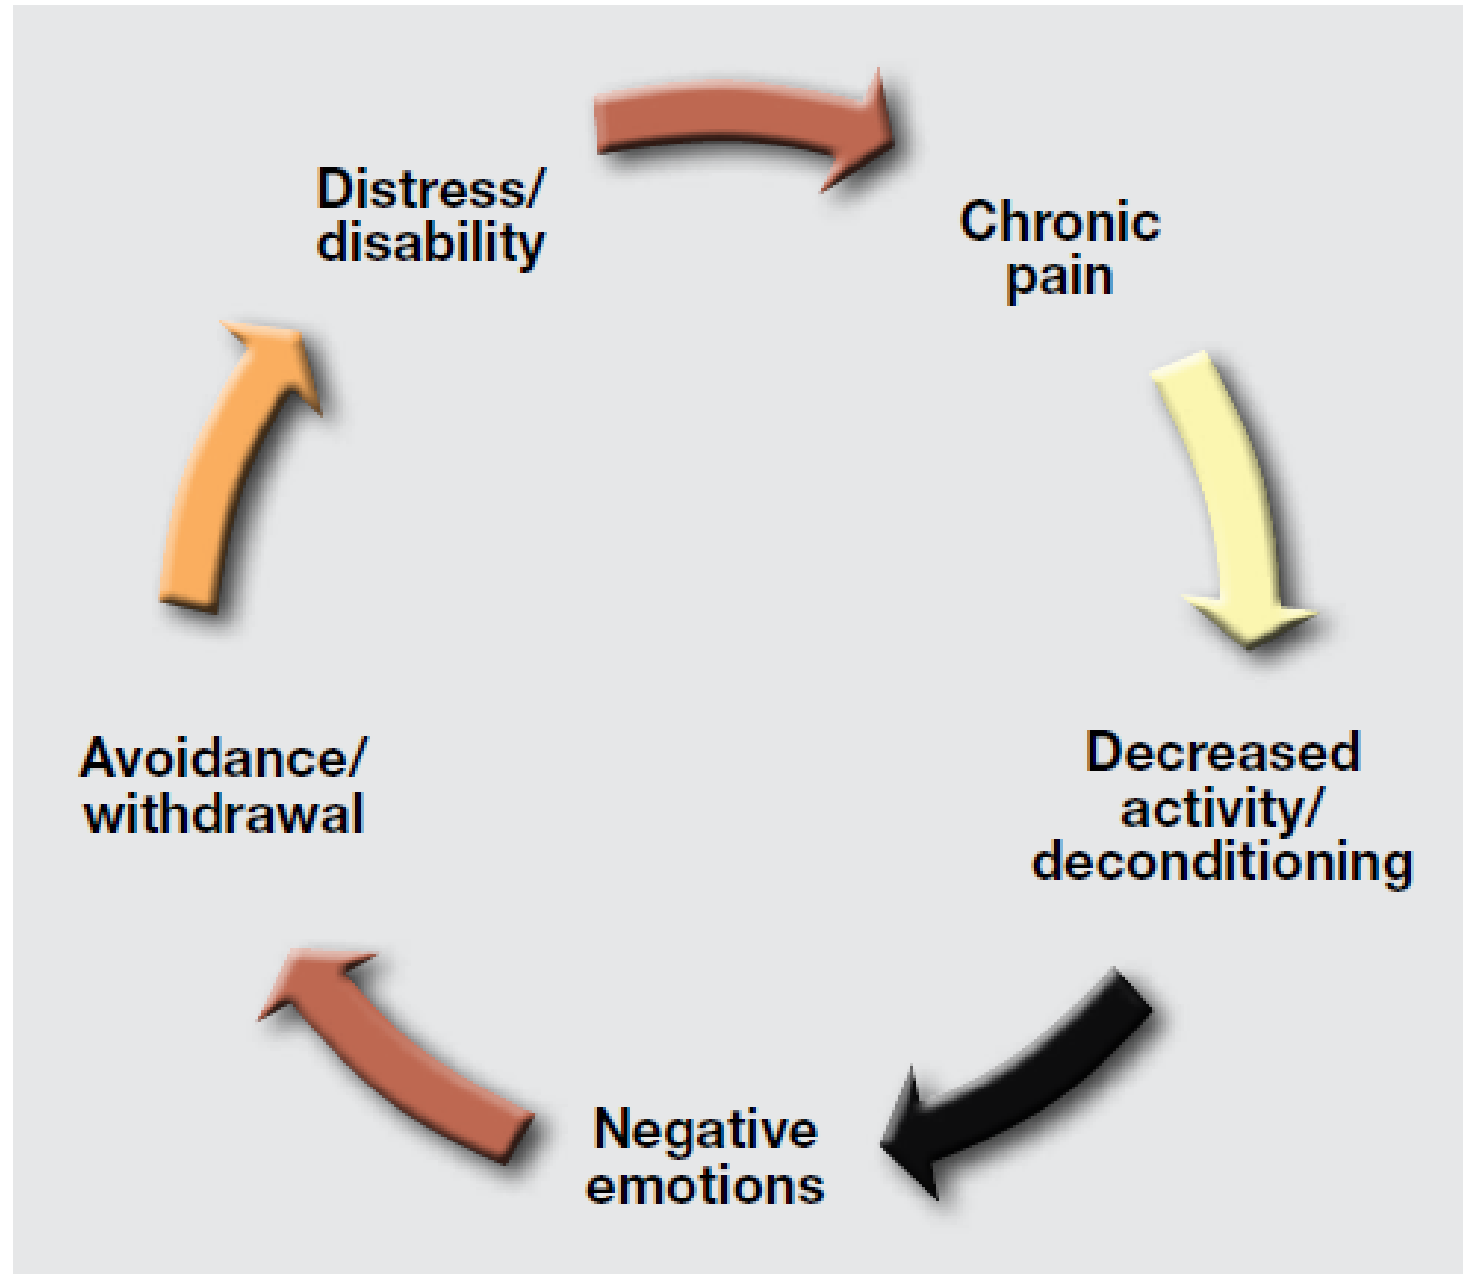 Distress/
disability
Chronic
pain
Decreased
activity/
deconditioning
Negative
emotions
Avoidance/
withdrawal